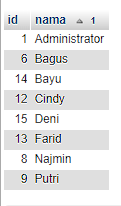 id nama 1
1 Administrator
6 Bagus
14 Bayu
12 Cindy
15 Deni
13 Farid
8 Najmin
9 Putri